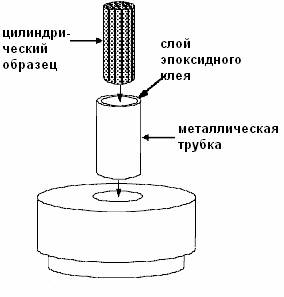 цилиндри-
ческий
образец
слой
эпоксидного
клея
металлическая
трубка